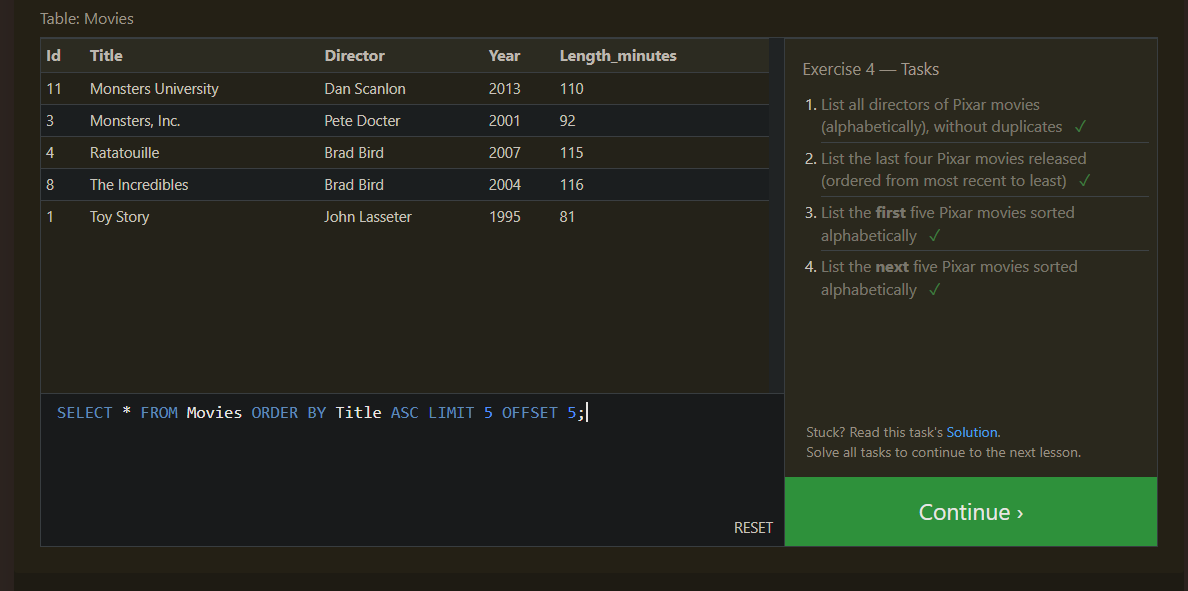 Table: Movies
Id Title Director Year Length_minutes
11 Monsters University Dan Scanlon 2013 110
3 Monsters, Inc. Pete Docter 2001 92
4 Ratatouille Brad Bird 2007 115
8 The Incredibles Brad Bird 2004 116
1 Toy Story John Lasseter 1995 81
SELECT * FROM Movies ORDER BY Title ASC LIMIT 5 OFFSET 5;
RESET
Exercise 4 — Tasks
1. List all directors of Pixar movies
(alphabetically), without duplicates ✓
2. List the last four Pixar movies released
(ordered from most recent to least) ✓
3. List the first five Pixar movies sorted
alphabetically ✓
4. List the next five Pixar movies sorted
alphabetically ✓
Stuck? Read this task's Solution.
Solve all tasks to continue to the next lesson.
Continue ›